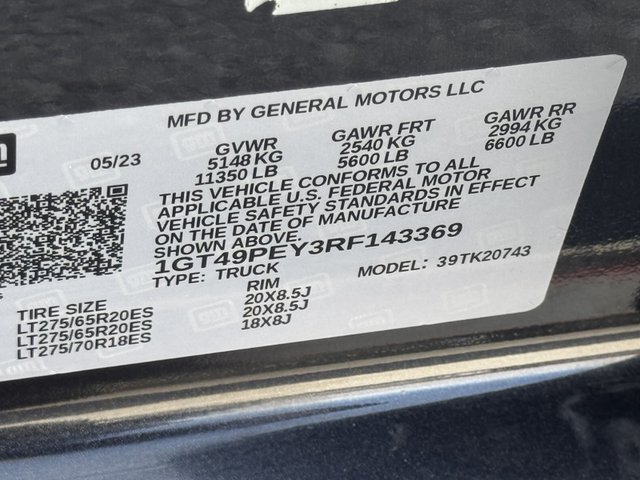 MFD BY GENERAL MOTORS LLC
05/23
GVWR
5148 KG
11350 LB
GAWR FRT
2540 KG
5600 LB
GAWR RR
2994 KG
6600 LB
THIS VEHICLE CONFORMS TO ALL
APPLICABLE U.S. FEDERAL MOTOR
VEHICLE SAFETY STANDARDS IN EFFECT
ON THE DATE OF MANUFACTURE
SHOWN ABOVE.
1GT49PEY3RF143369
TYPE: TRUCK
MODEL: 39TK20743
TIRE SIZE
LT275/65R20ES
LT275/65R20ES
LT275/70R18ES
RIM
20X8.5J
20X8.5J
18X8J